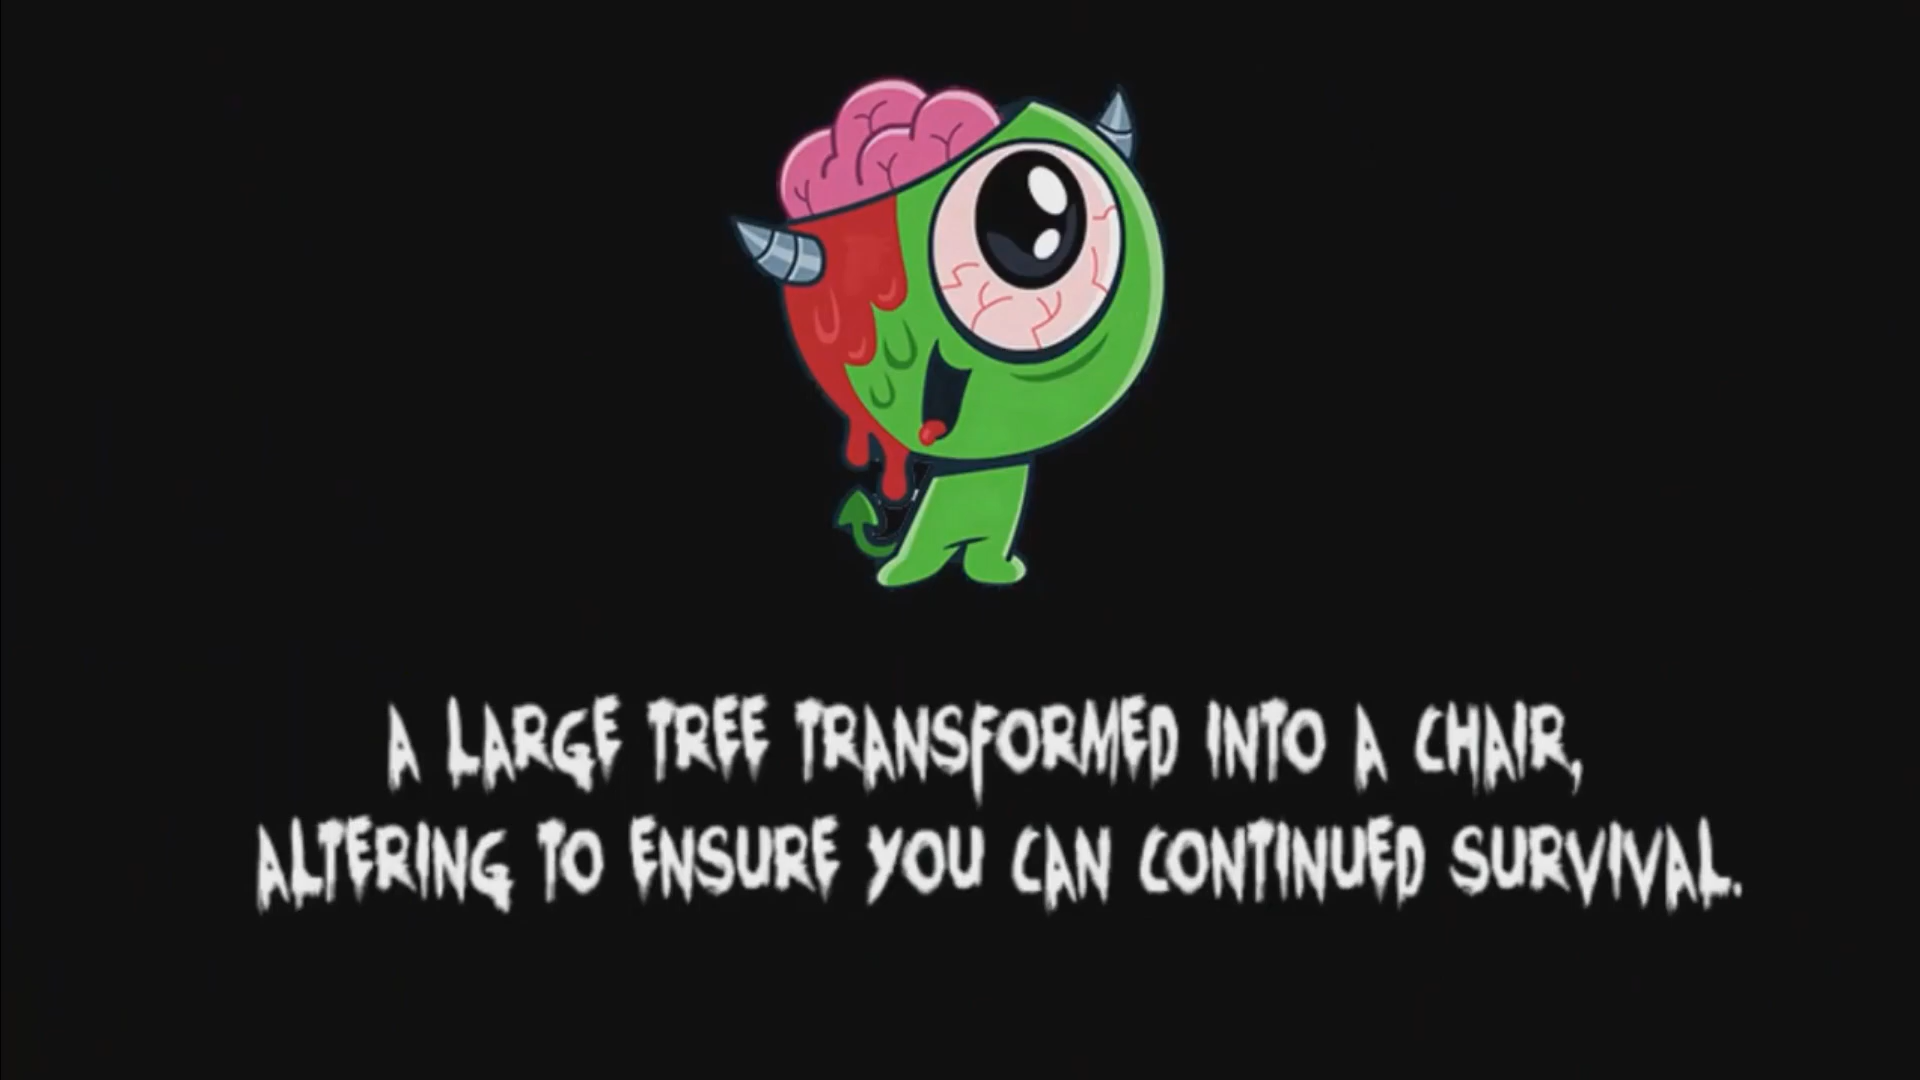 A LARGE TREE TRANSFORMED INTO A CHAIR,
ALTERING TO ENSURE YOU CAN CONTINUED SURVIVAL.